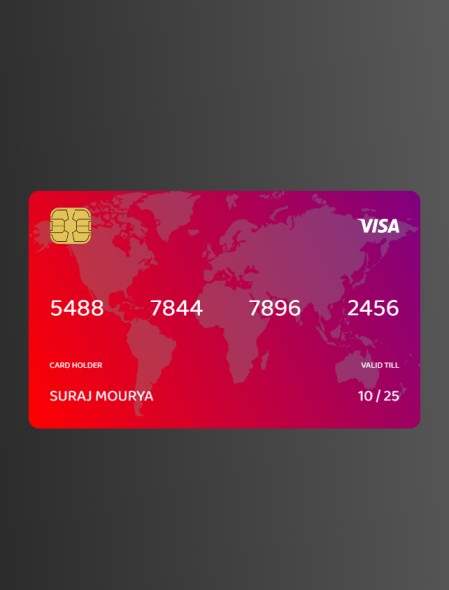 VISA
5488 7844 7896 2456
CARD HOLDER VALID TILL
SURAJ MOURYA 10 / 25